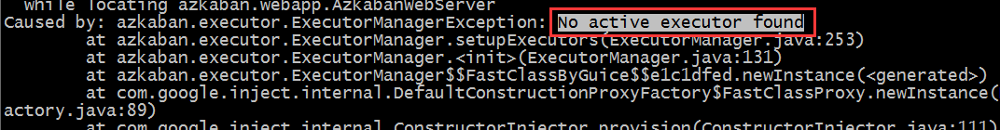 while locating azkaban.webapp.AzkabanWebServer
Caused by: azkaban.executor.ExecutorManagerException: No active executor found
at azkaban.executor.ExecutorManager.setupExecutors(ExecutorManager.java:253)
at azkaban.executor.ExecutorManager.<init>(ExecutorManager.java:131)
at azkaban.executor.ExecutorManager$$FastClassByGuice$$e1c1dfed.newInstance(<generated>)
at com.google.inject.internal.DefaultConstructionProxyFactory$FastClassProxy.newInstance(
actory.java:89)
at com.google.inject.internal.ConstructorInjector.provision(ConstructorInjector.java:111)